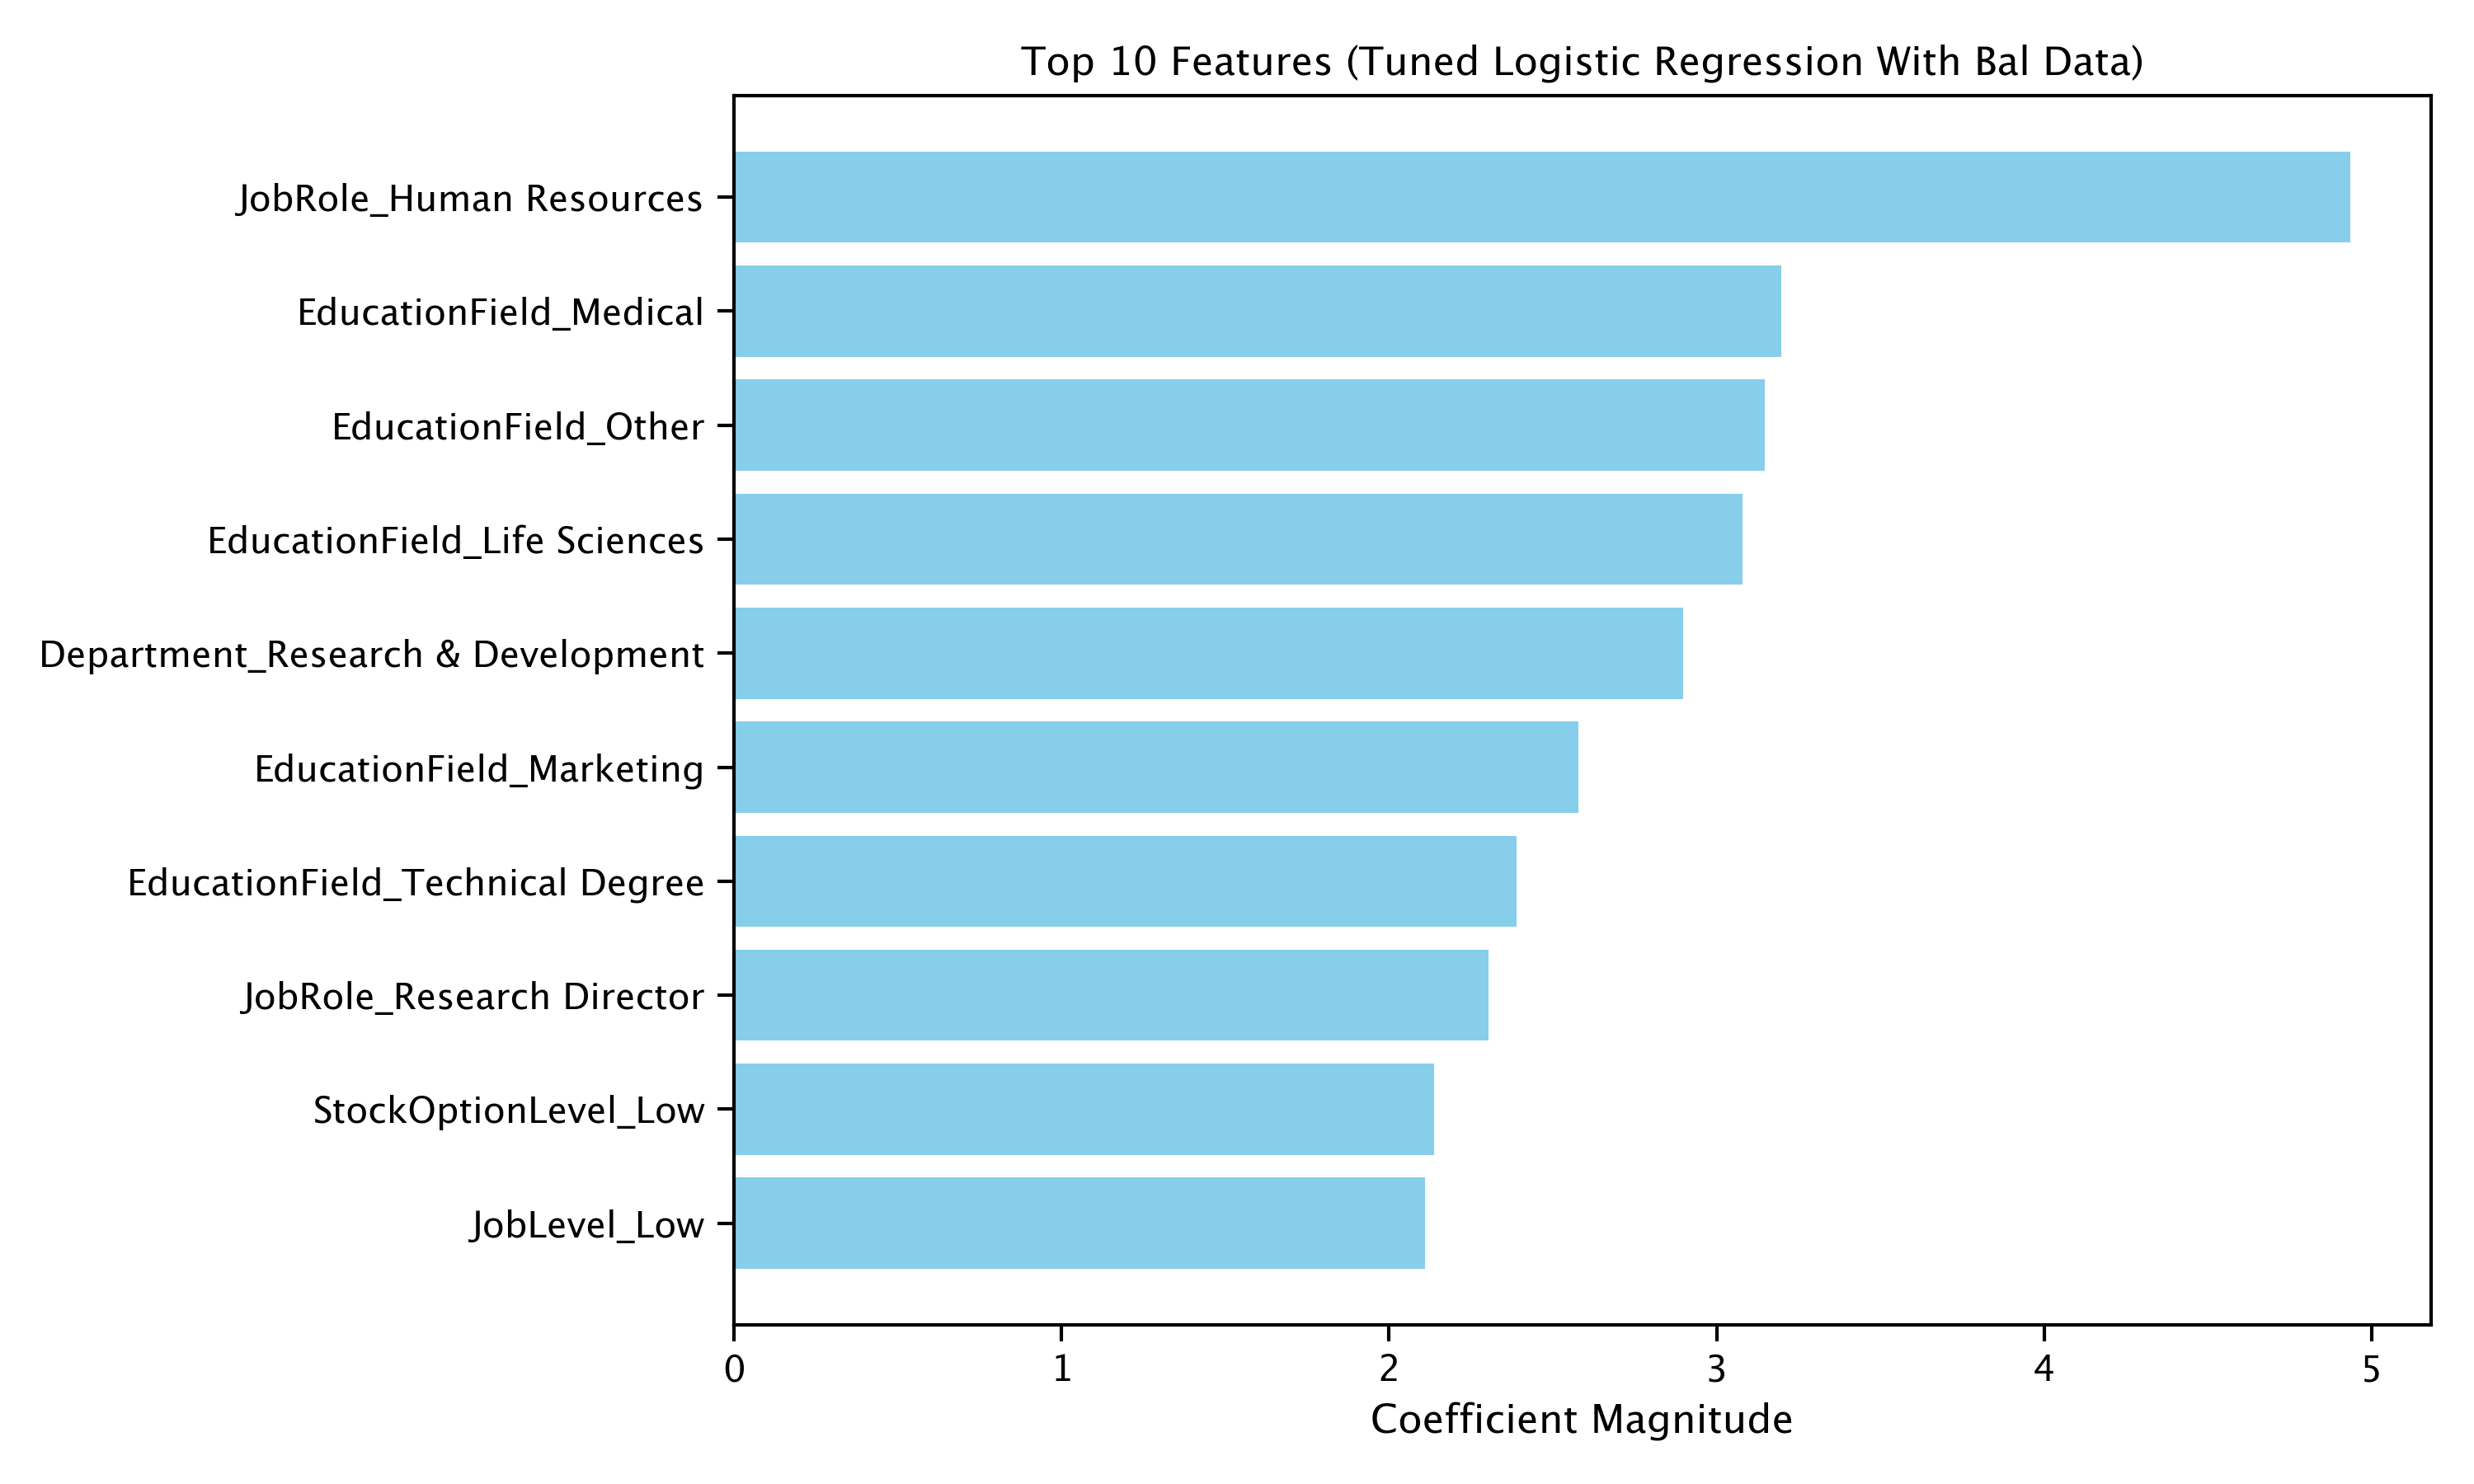 Top 10 Features (Tuned Logistic Regression With Bal Data)
JobRole_Human Resources
EducationField_Medical
EducationField_Other
EducationField_Life Sciences
Department_Research & Development
EducationField_Marketing
EducationField_Technical Degree
JobRole_Research Director
StockOptionLevel_Low
JobLevel_Low
0 1 2 3 4 5
Coefficient Magnitude